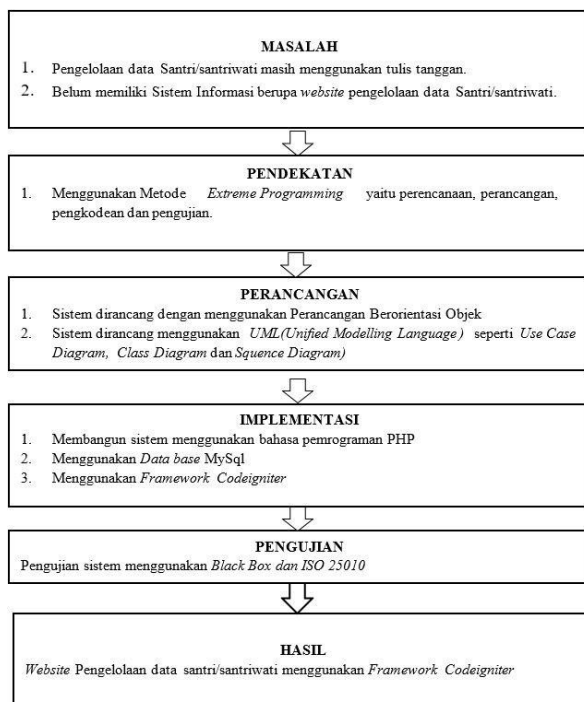 MASALAH
1. Pengelolaan data Santri/santriwati masih menggunakan tulis tanggan.
2. Belum memiliki Sistem Informasi berupa website pengelolaan data Santri/santriwati.
PENDEKATAN
1. Menggunakan Metode Extreme Programming yaitu perencanaan, perancangan,
pengkodean dan pengujian.
PERANCANGAN
1. Sistem dirancang dengan menggunakan Perancangan Berorientasi Objek
2. Sistem dirancang menggunakan UML(Unified Modelling Language) seperti Use Case
Diagram, Class Diagram dan Squence Diagram)
IMPLEMENTASI
1. Membangun sistem menggunakan bahasa pemrograman PHP
2. Menggunakan Data base MySql
3. Menggunakan Framework Codeigniter
PENGUJIAN
Pengujian sistem menggunakan Black Box dan ISO 25010
HASIL
Website Pengelolaan data santri/santriwati menggunakan Framework Codeigniter